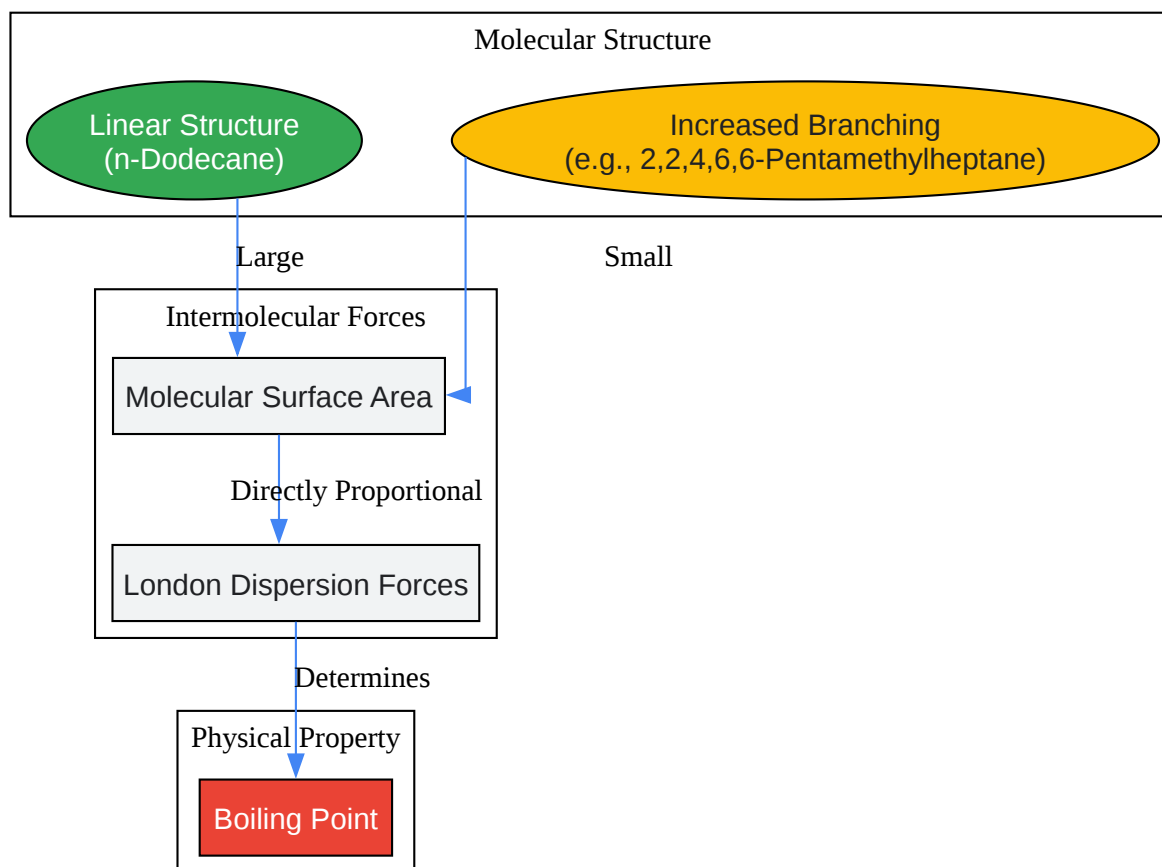 Molecular Structure
Linear Structure
(n-Dodecane)
Increased Branching
(e.g., 2,2,4,6,6-Pentamethylheptane)
Large
Small
Intermolecular Forces
Molecular Surface Area
Directly Proportional
London Dispersion Forces
Determines
Physical Property
Boiling Point